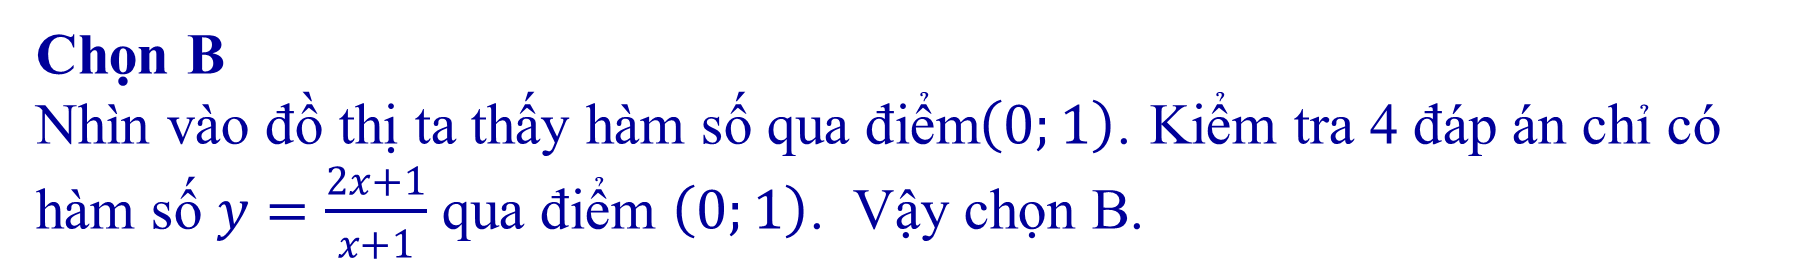 Chọn B
Nhìn vào đồ thị ta thấy hàm số qua điểm(0; 1). Kiểm tra 4 đáp án chỉ có
hàm số y = \frac{2x+1}{x+1} qua điểm (0; 1). Vậy chọn B.